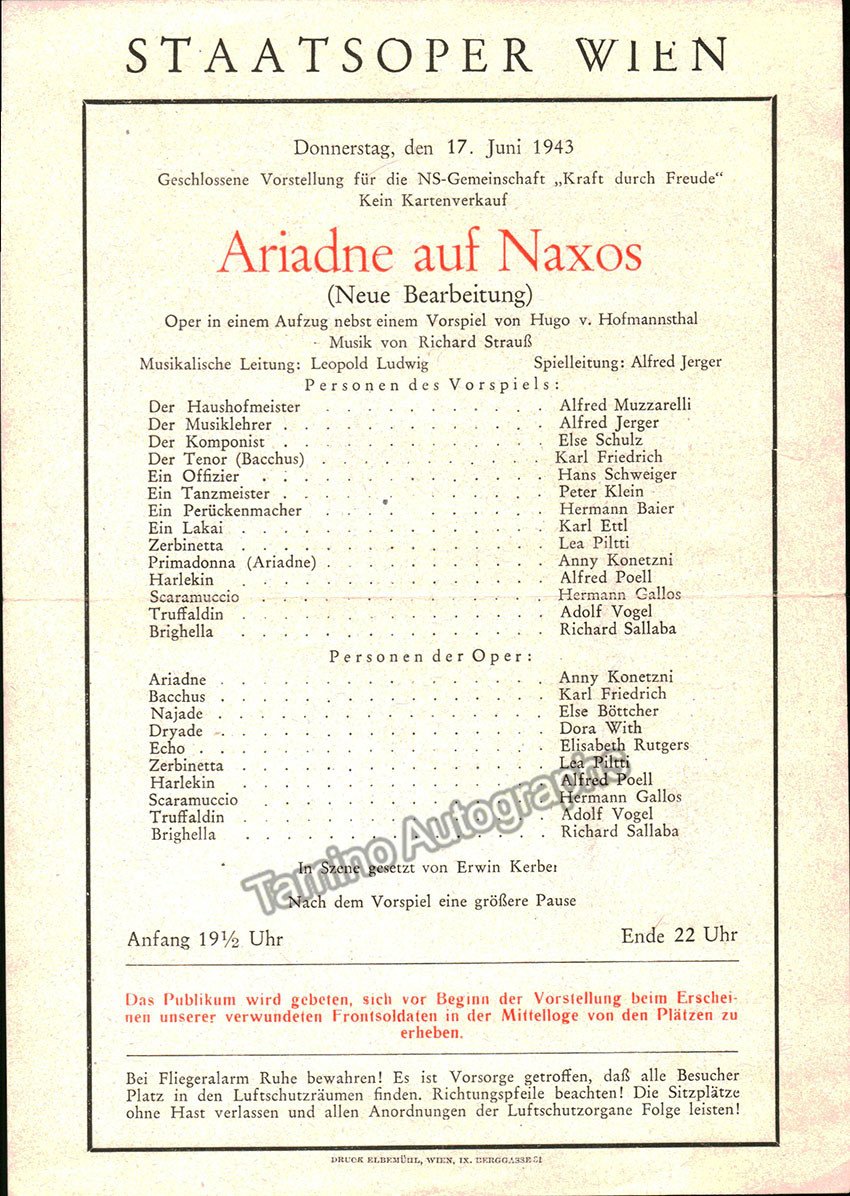 STAATSOPER WIEN
Donnerstag, den 17. Juni 1943
Geschlossene Vorstellung für die NS-Gemeinschaft „Kraft durch Freude“
Kein Kartenverkauf
Ariadne auf Naxos
(Neue Bearbeitung)
Oper in einem Aufzug nebst einem Vorspiel von Hugo v. Hofmannsthal
Musik von Richard Strauß
Musikalische Leitung: Leopold Ludwig Spielleitung: Alfred Jerger
Personen des Vorspiels:
Der Haushofmeister . . . . . . . . . . . Alfred Muzzarelli
Der Musiklehrer . . . . . . . . . . . . . Alfred Jerger
Der Komponist . . . . . . . . . . . . . Else Schulz
Der Tenor (Bacchus) . . . . . . . . . . . Karl Friedrich
Ein Offizier . . . . . . . . . . . . . . Hans Schweiger
Ein Tanzmeister . . . . . . . . . . . . . Peter Klein
Ein Perückenmacher . . . . . . . . . . . Hermann Baier
Ein Lakai . . . . . . . . . . . . . . . Karl Ettl
Zerbinetta . . . . . . . . . . . . . . . Lea Piltti
Primadonna (Ariadne) . . . . . . . . . . . Anny Konetzni
Harlekin . . . . . . . . . . . . . . . Alfred Poell
Scaramuccio . . . . . . . . . . . . . . Hermann Gallos
Truffaldin . . . . . . . . . . . . . . . Adolf Vogel
Brighella . . . . . . . . . . . . . . . Richard Sallaba
Personen der Oper:
Ariadne . . . . . . . . . . . . . . . . Anny Konetzni
Bacchus . . . . . . . . . . . . . . . . Karl Friedrich
Najade . . . . . . . . . . . . . . . . Else Böttcher
Dryade . . . . . . . . . . . . . . . . Dora With
Echo . . . . . . . . . . . . . . . . . Elisabeth Rutgers
Zerbinetta . . . . . . . . . . . . . . . Lea Piltti
Harlekin . . . . . . . . . . . . . . . Alfred Poell
Scaramuccio . . . . . . . . . . . . . . Hermann Gallos
Truffaldin . . . . . . . . . . . . . . . Adolf Vogel
Brighella . . . . . . . . . . . . . . . Richard Sallaba
Tamino Autographs
In Szene gesetzt von Erwin Kerber
Nach dem Vorspiel eine größere Pause
Anfang 19½ Uhr Ende 22 Uhr
Das Publikum wird gebeten, sich vor Beginn der Vorstellung beim Erschei-
nen unserer verwundeten Frontsoldaten in der Mittelloge von den Plätzen zu
erheben.
Bei Fliegeralarm Ruhe bewahren! Es ist Vorsorge getroffen, daß alle Besucher
Platz in den Luftschutzräumen finden. Richtungspfeile beachten! Die Sitzplätze
ohne Hast verlassen und allen Anordnungen der Luftschutzorgane Folge leisten!
DRUCK ELBEMÜHL, WIEN, IX. BERGGASSE 31